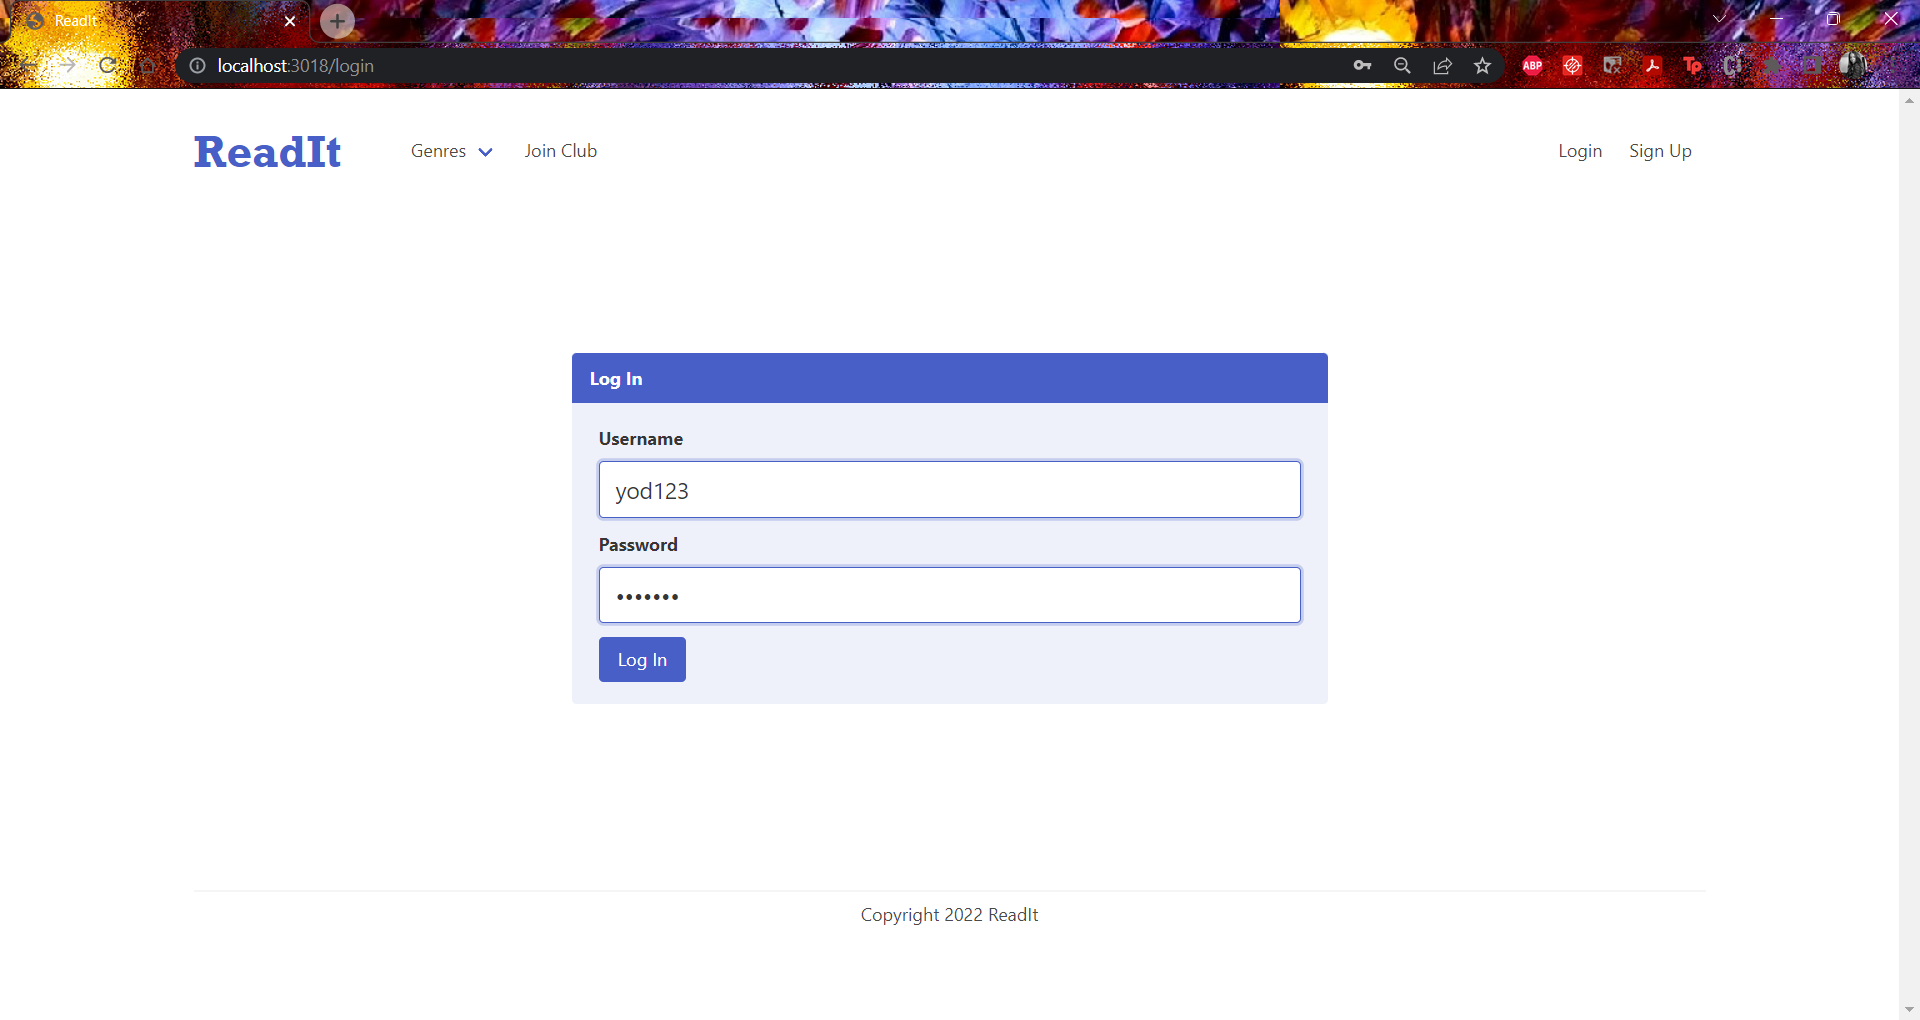 ReadIt
localhost:3018/login
ABP
Tp
ReadIt
Genres
Join Club
Login
Sign Up
Log In
Username
yod123
Password
•••••••
Log In
Copyright 2022 ReadIt